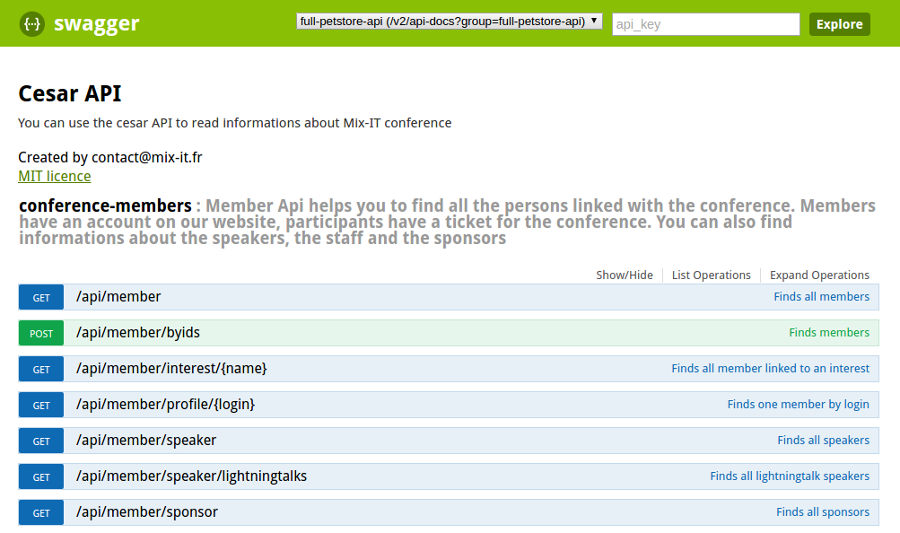 {···} swagger full-petstore-api (/v2/api-docs?group=full-petstore-api) api_key Explore
Cesar API
You can use the cesar API to read informations about Mix-IT conference
Created by contact@mix-it.fr
MIT licence
conference-members : Member Api helps you to find all the persons linked with the conference. Members
have an account on our website, participants have a ticket for the conference. You can also find
informations about the speakers, the staff and the sponsors
Show/Hide List Operations Expand Operations
GET /api/member Finds all members
POST /api/member/byids Finds members
GET /api/member/interest/{name} Finds all member linked to an interest
GET /api/member/profile/{login} Finds one member by login
GET /api/member/speaker Finds all speakers
GET /api/member/speaker/lightningtalks Finds all lightningtalk speakers
GET /api/member/sponsor Finds all sponsors